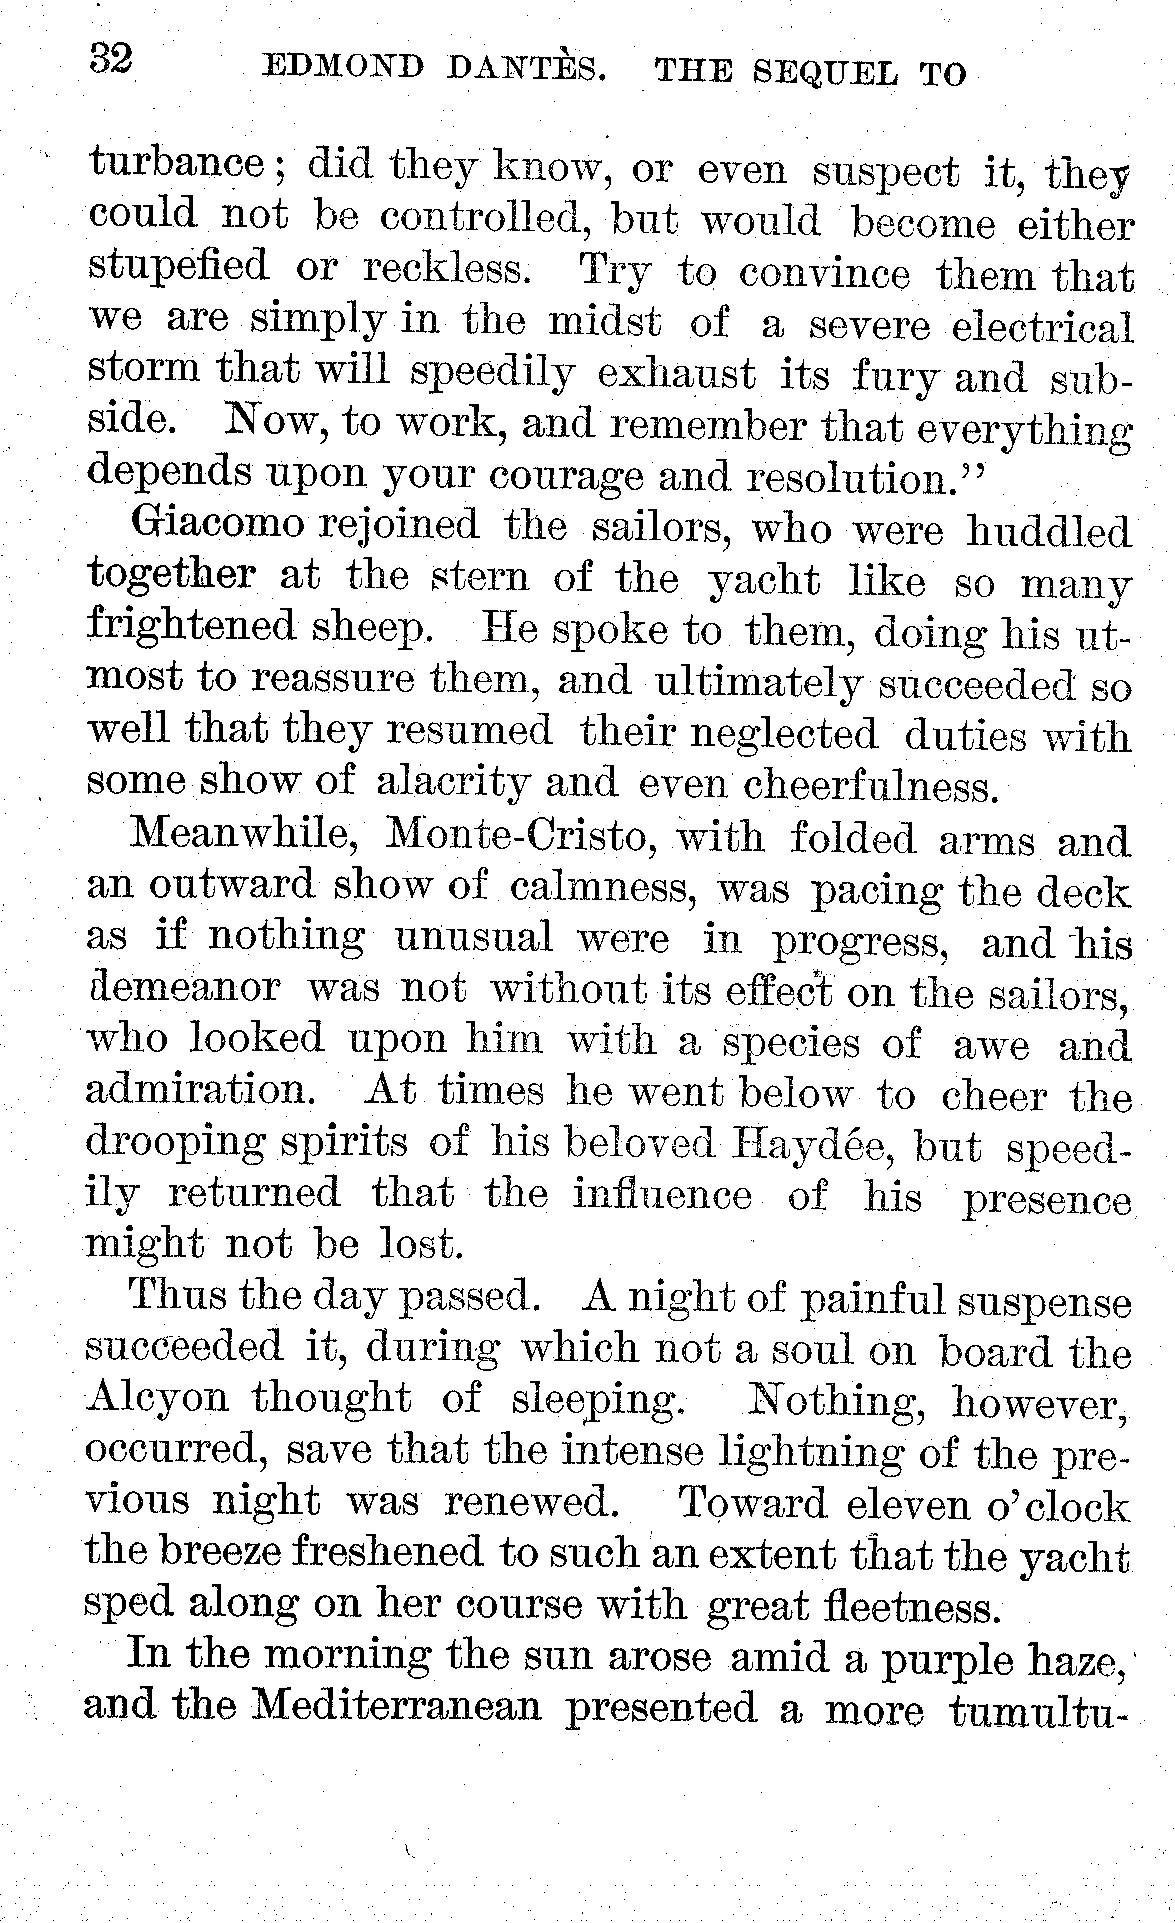 32 EDMOND DANTÈS. THE SEQUEL TO
turbance; did they know, or even suspect it, they
could not be controlled, but would become either
stupefied or reckless. Try to convince them that
we are simply in the midst of a severe electrical
storm that will speedily exhaust its fury and sub-
side. Now, to work, and remember that everything
depends upon your courage and resolution."
Giacomo rejoined the sailors, who were huddled
together at the stern of the yacht like so many
frightened sheep. He spoke to them, doing his ut-
most to reassure them, and ultimately succeeded so
well that they resumed their neglected duties with
some show of alacrity and even cheerfulness.
Meanwhile, Monte-Cristo, with folded arms and
an outward show of calmness, was pacing the deck
as if nothing unusual were in progress, and his
demeanor was not without its effect on the sailors,
who looked upon him with a species of awe and
admiration. At times he went below to cheer the
drooping spirits of his beloved Haydée, but speed-
ily returned that the influence of his presence
might not be lost.
Thus the day passed. A night of painful suspense
succeeded it, during which not a soul on board the
Alcyon thought of sleeping. Nothing, however,
occurred, save that the intense lightning of the pre-
vious night was renewed. Toward eleven o'clock
the breeze freshened to such an extent that the yacht
sped along on her course with great fleetness.
In the morning the sun arose amid a purple haze,
and the Mediterranean presented a more tumultu-